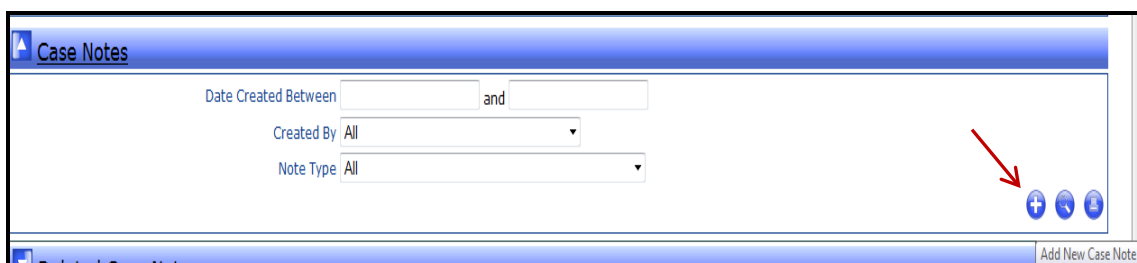 Case Notes
Date Created Between and
Created By All
Note Type All
Add New Case Note